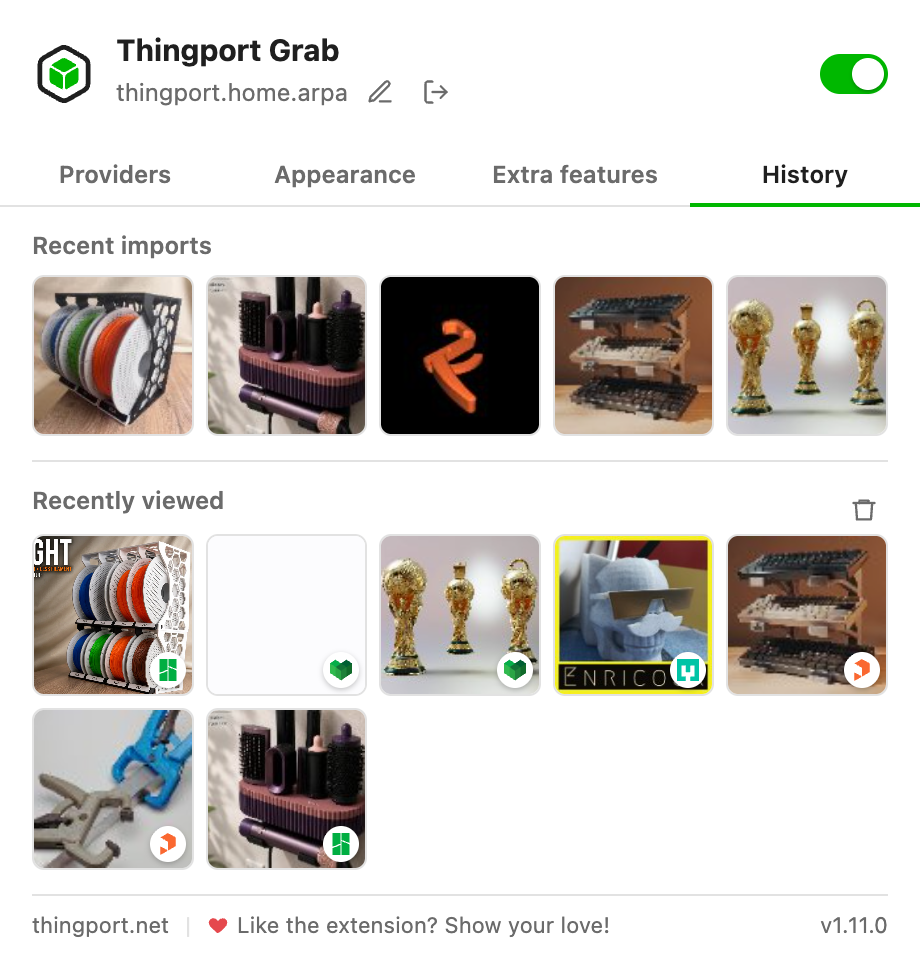 Thingport Grab
thingport.home.arpa
Providers
Appearance
Extra features
History
Recent imports
Recently viewed
GHT
ENRICO
thingport.net
Like the extension? Show your love!
v1.11.0